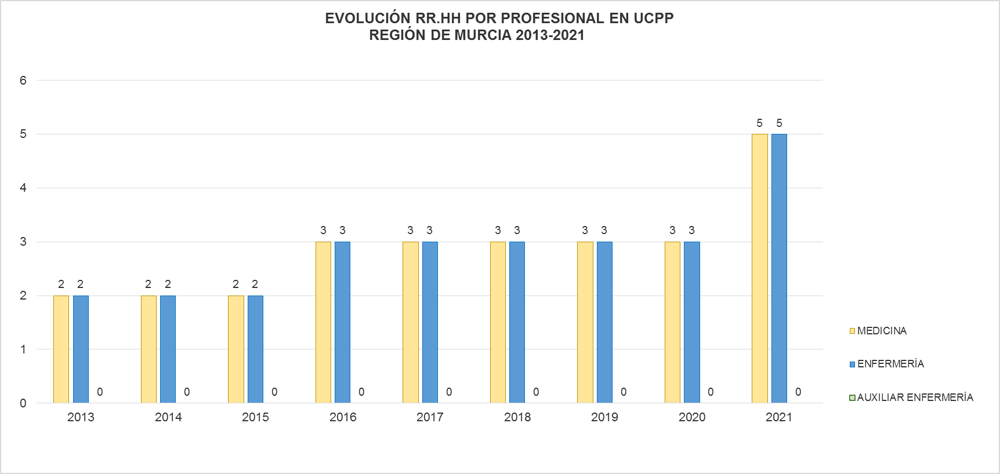 EVOLUCIÓN RR.HH POR PROFESIONAL EN UCPP
REGIÓN DE MURCIA 2013-2021
6
5
4
3
2
1
0
2 2 0
2 2 0
2 2 0
3 3 0
3 3 0
3 3 0
3 3 0
3 3 0
5 5 0
2013 2014 2015 2016 2017 2018 2019 2020 2021
MEDICINA
ENFERMERÍA
AUXILIAR ENFERMERÍA